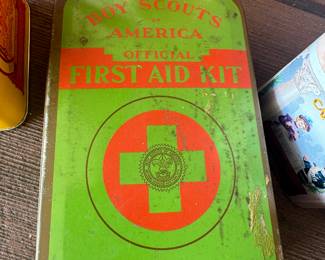 BOY SCOUTS
OF
AMERICA
OFFICIAL
FIRST AID KIT